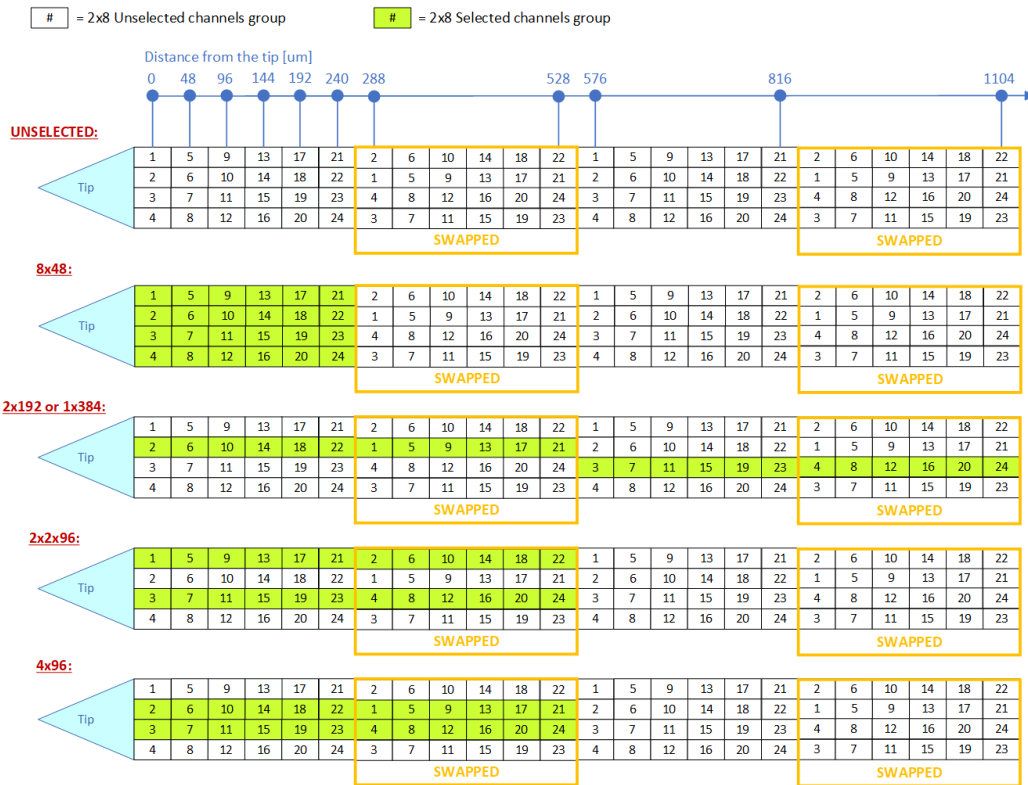 # = 2x8 Unselected channels group # = 2x8 Selected channels group
Distance from the tip [um]
0 48 96 144 192 240 288 528 576 816 1104
UNSELECTED:
1 5 9 13 17 21 2 6 10 14 18 22 1 5 9 13 17 21 2 6 10 14 18 22
2 6 10 14 18 22 1 5 9 13 17 21 2 6 10 14 18 22 1 5 9 13 17 21
Tip
3 7 11 15 19 23 4 8 12 16 20 24 3 7 11 15 19 23 4 8 12 16 20 24
4 8 12 16 20 24 3 7 11 15 19 23 4 8 12 16 20 24 3 7 11 15 19 23
SWAPPED SWAPPED
8x48:
1 5 9 13 17 21 2 6 10 14 18 22 1 5 9 13 17 21 2 6 10 14 18 22
2 6 10 14 18 22 1 5 9 13 17 21 2 6 10 14 18 22 1 5 9 13 17 21
Tip
3 7 11 15 19 23 4 8 12 16 20 24 3 7 11 15 19 23 4 8 12 16 20 24
4 8 12 16 20 24 3 7 11 15 19 23 4 8 12 16 20 24 3 7 11 15 19 23
SWAPPED SWAPPED
2x192 or 1x384:
1 5 9 13 17 21 2 6 10 14 18 22 1 5 9 13 17 21 2 6 10 14 18 22
2 6 10 14 18 22 1 5 9 13 17 21 2 6 10 14 18 22 1 5 9 13 17 21
Tip
3 7 11 15 19 23 4 8 12 16 20 24 3 7 11 15 19 23 4 8 12 16 20 24
4 8 12 16 20 24 3 7 11 15 19 23 4 8 12 16 20 24 3 7 11 15 19 23
SWAPPED SWAPPED
2x2x96:
1 5 9 13 17 21 2 6 10 14 18 22 1 5 9 13 17 21 2 6 10 14 18 22
2 6 10 14 18 22 1 5 9 13 17 21 2 6 10 14 18 22 1 5 9 13 17 21
Tip
3 7 11 15 19 23 4 8 12 16 20 24 3 7 11 15 19 23 4 8 12 16 20 24
4 8 12 16 20 24 3 7 11 15 19 23 4 8 12 16 20 24 3 7 11 15 19 23
SWAPPED SWAPPED
4x96:
1 5 9 13 17 21 2 6 10 14 18 22 1 5 9 13 17 21 2 6 10 14 18 22
2 6 10 14 18 22 1 5 9 13 17 21 2 6 10 14 18 22 1 5 9 13 17 21
Tip
3 7 11 15 19 23 4 8 12 16 20 24 3 7 11 15 19 23 4 8 12 16 20 24
4 8 12 16 20 24 3 7 11 15 19 23 4 8 12 16 20 24 3 7 11 15 19 23
SWAPPED SWAPPED